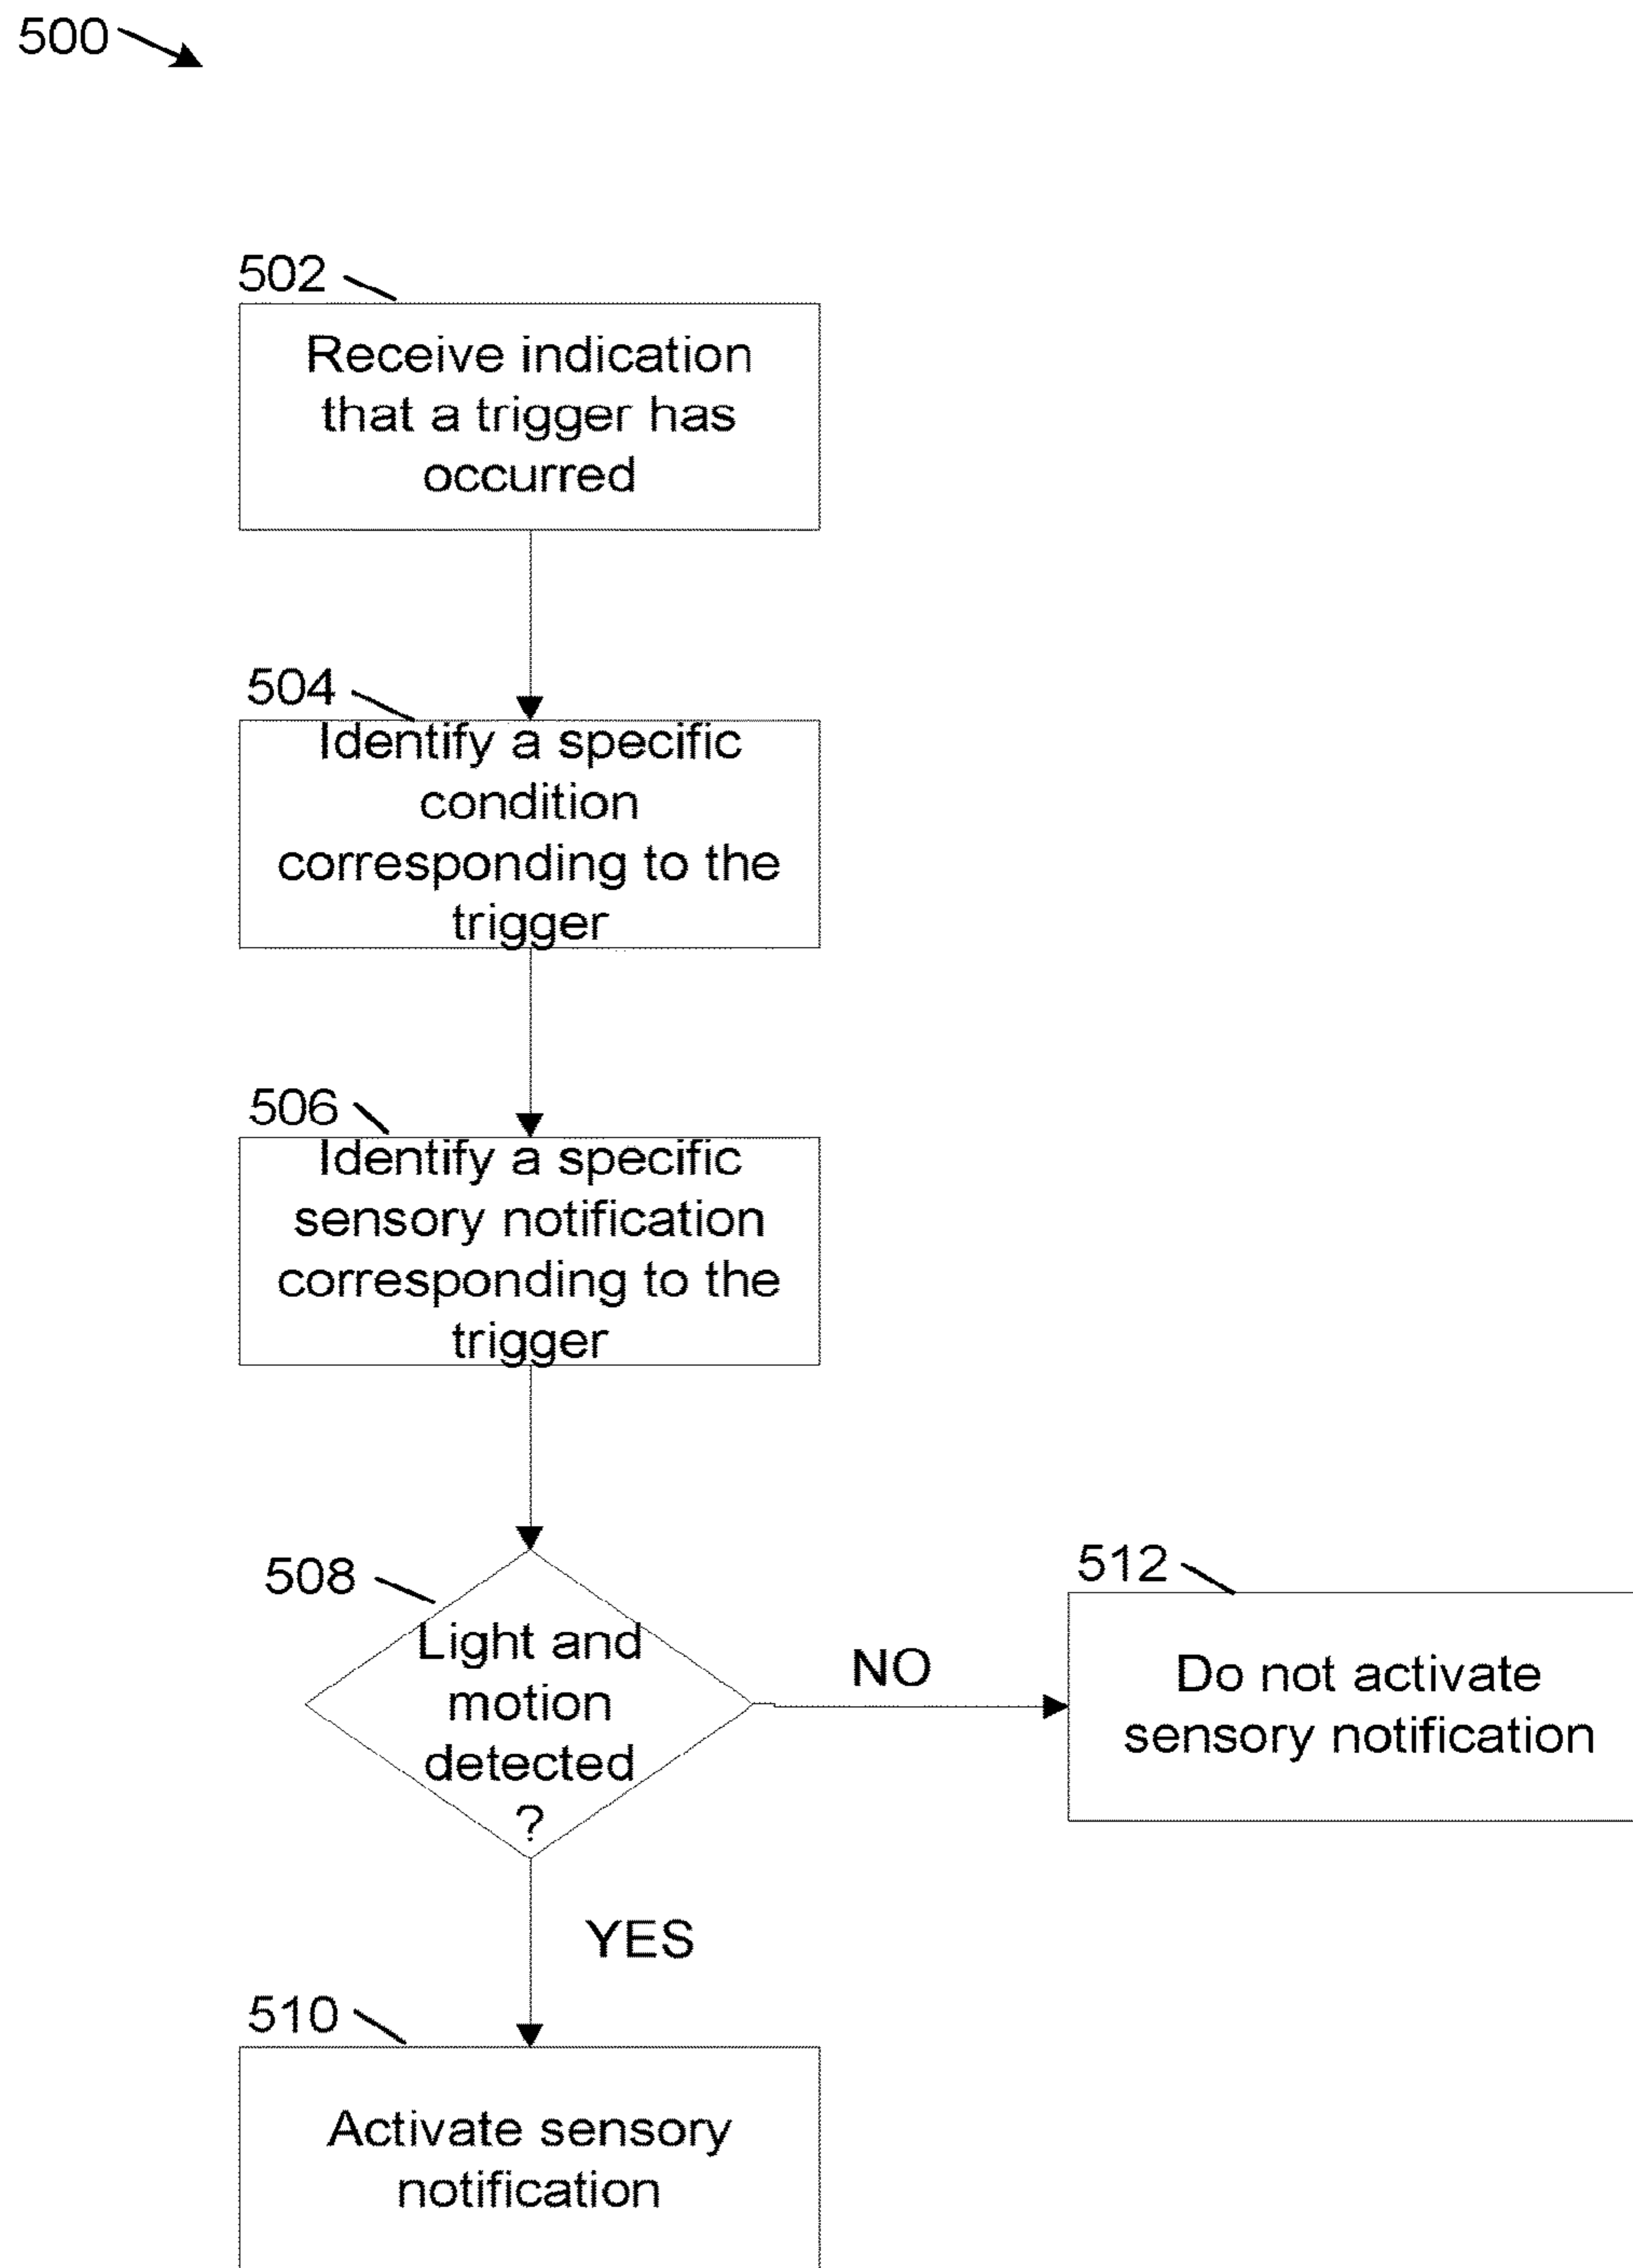 500
502
Receive indication
that a trigger has
occurred
504
Identify a specific
condition
corresponding to the
trigger
506
Identify a specific
sensory notification
corresponding to the
trigger
508
Light and
motion
detected
?
NO
512
Do not activate
sensory notification
YES
510
Activate sensory
notification